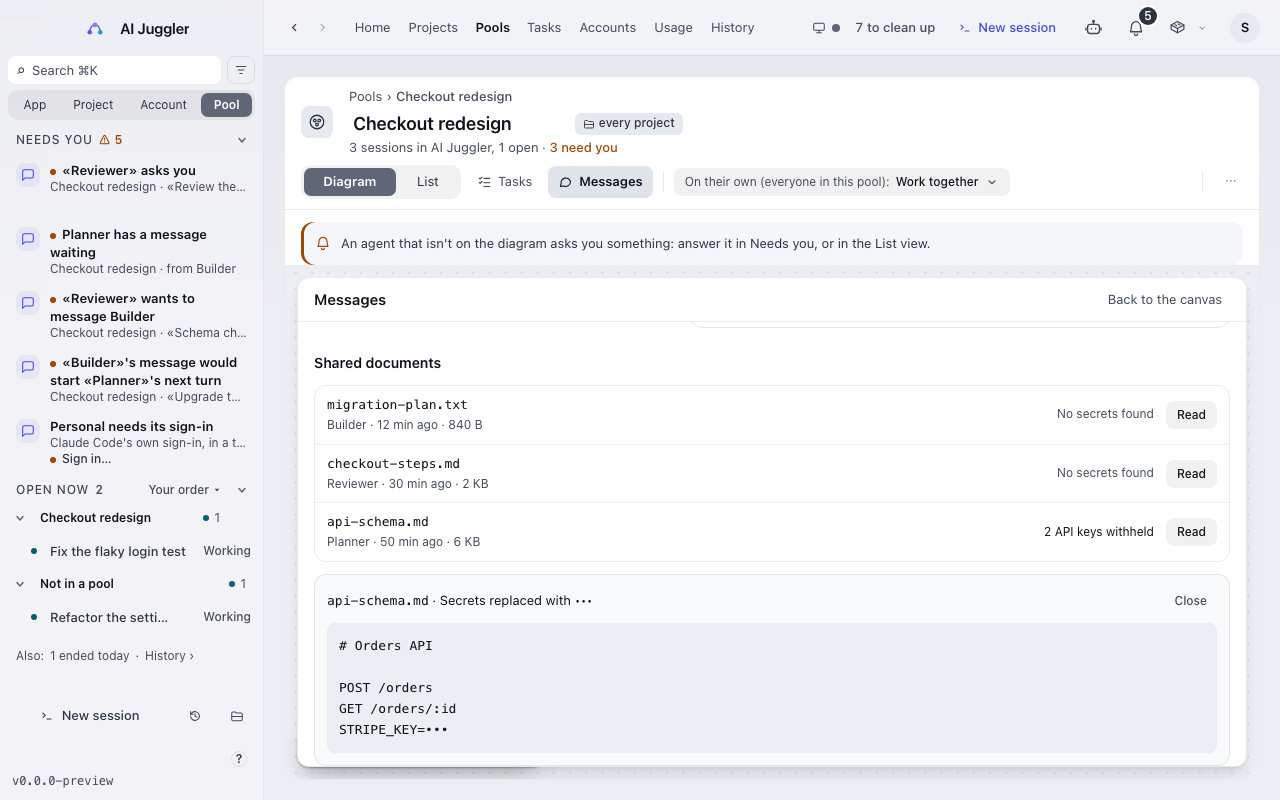 AI Juggler
Search ⌘K
App Project Account Pool
NEEDS YOU 5
«Reviewer» asks you
Checkout redesign · «Review the…
Planner has a message
waiting
Checkout redesign · from Builder
«Reviewer» wants to
message Builder
Checkout redesign · «Schema ch…
«Builder»'s message would
start «Planner»'s next turn
Checkout redesign · «Upgrade t…
Personal needs its sign-in
Claude Code's own sign-in, in a t…
Sign in…
OPEN NOW 2 Your order
Checkout redesign 1
Fix the flaky login test Working
Not in a pool 1
Refactor the setti… Working
Also: 1 ended today · History ›
New session
?
v0.0.0-preview
Home Projects Pools Tasks Accounts Usage History 7 to clean up New session 5 S
Pools › Checkout redesign
Checkout redesign every project
3 sessions in AI Juggler, 1 open · 3 need you
Diagram List Tasks Messages On their own (everyone in this pool): Work together ···
An agent that isn't on the diagram asks you something: answer it in Needs you, or in the List view.
Messages Back to the canvas
Shared documents
migration-plan.txt
Builder · 12 min ago · 840 B
No secrets found Read
checkout-steps.md
Reviewer · 30 min ago · 2 KB
No secrets found Read
api-schema.md
Planner · 50 min ago · 6 KB
2 API keys withheld Read
api-schema.md · Secrets replaced with ••• Close
# Orders API
POST /orders
GET /orders/:id
STRIPE_KEY=•••